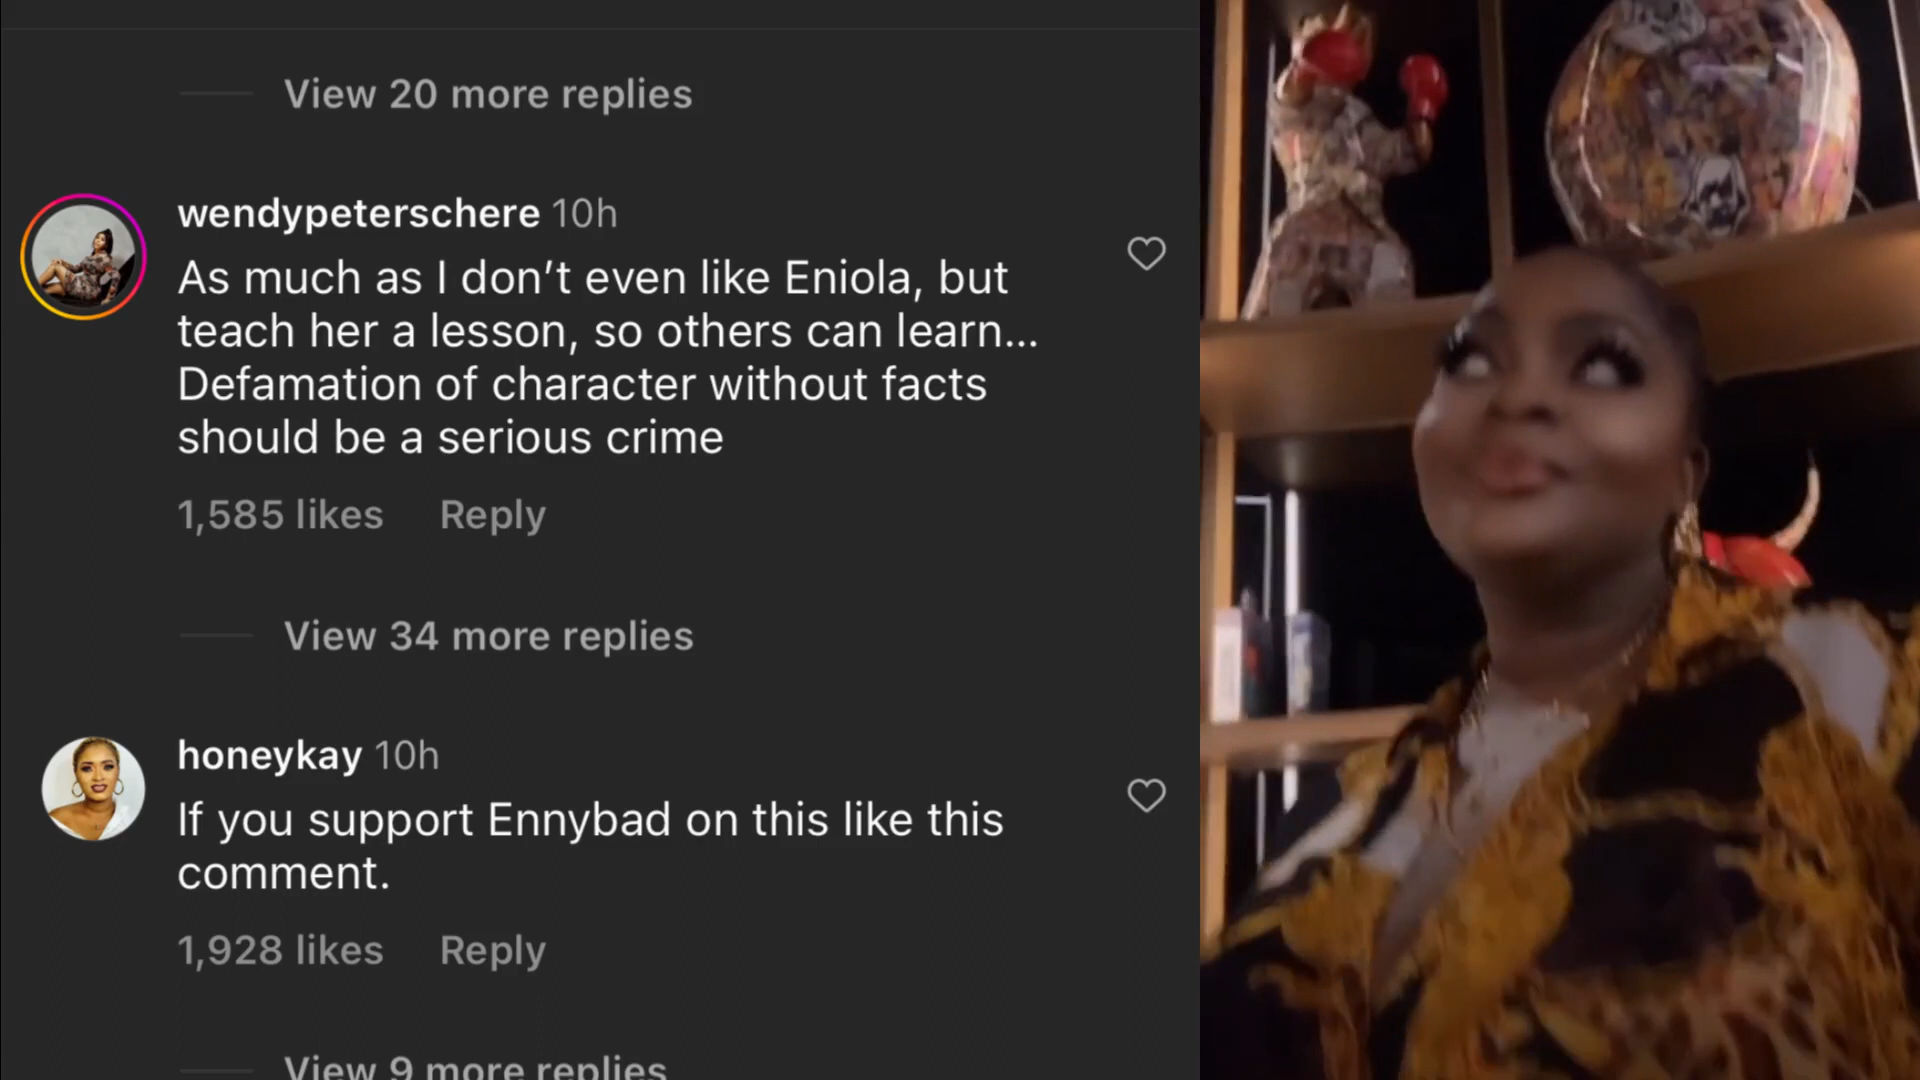 View 20 more replies
wendypeterschere 10h
As much as I don’t even like Eniola, but
teach her a lesson, so others can learn...
Defamation of character without facts
should be a serious crime
1,585 likes Reply
View 34 more replies
honeykay 10h
If you support Ennybad on this like this
comment.
1,928 likes Reply
View 9 more replies